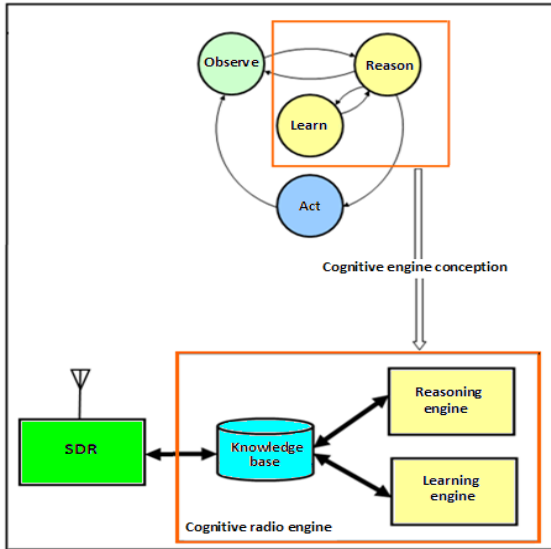 Observe
Reason
Learn
Act
Cognitive engine conception
SDR
Knowledge
base
Reasoning
engine
Learning
engine
Cognitive radio engine